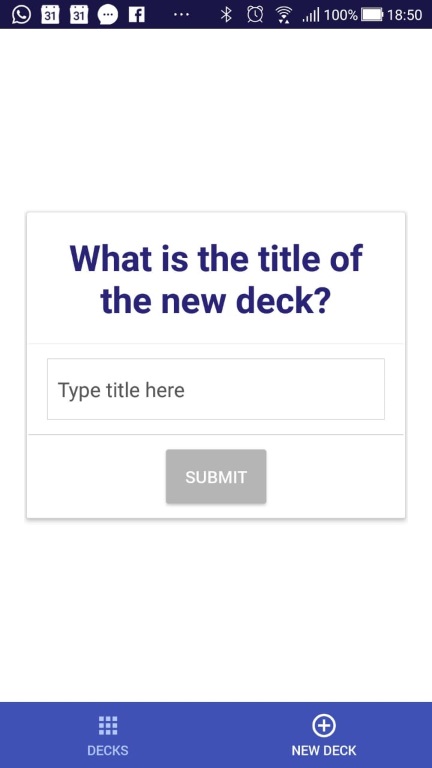 31 31 100% 18:50
What is the title of
the new deck?
Type title here
SUBMIT
DECKS NEW DECK